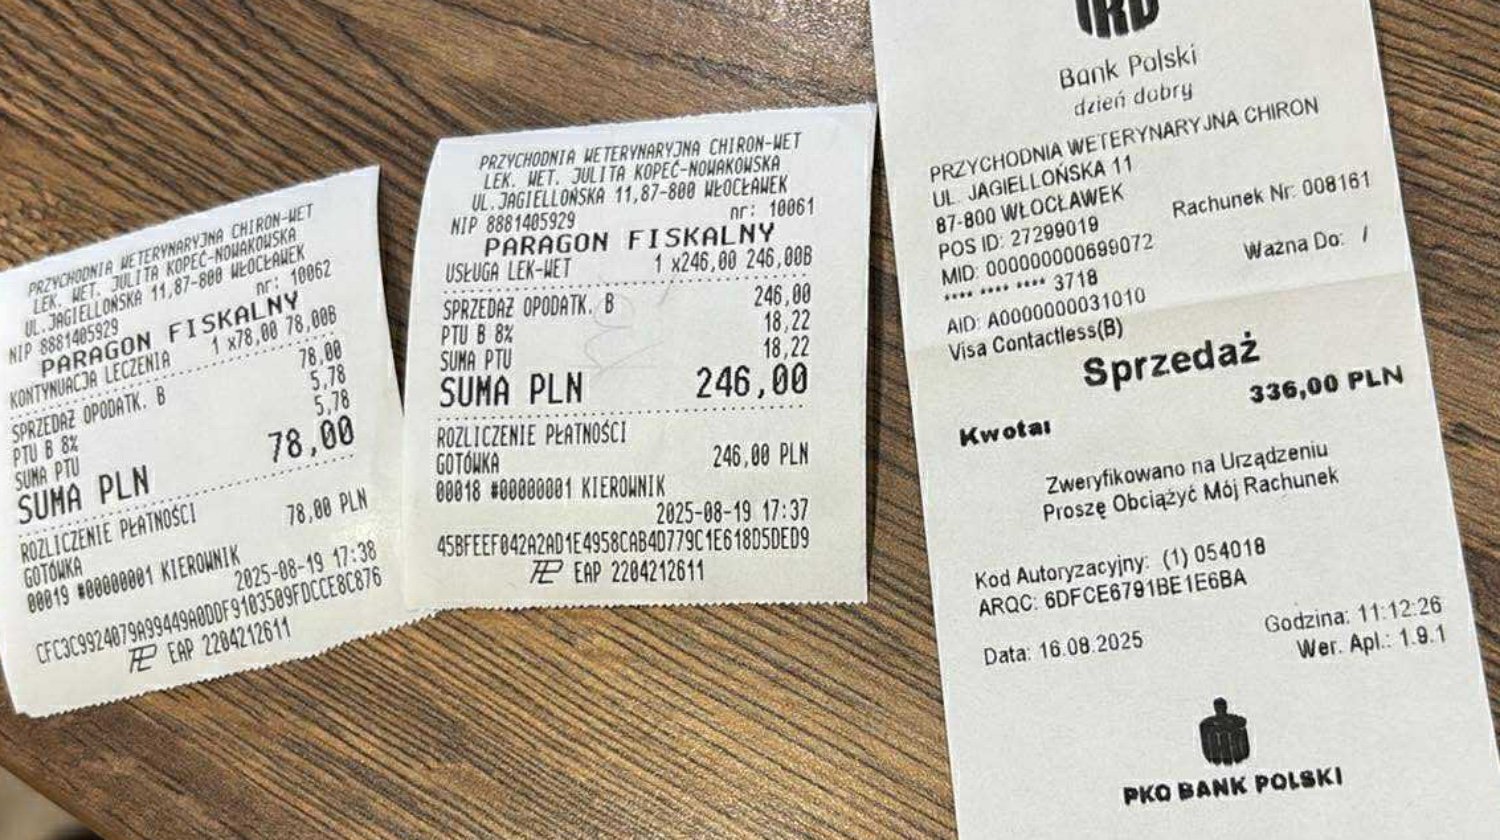 PRZYCHODNIA WETERYNARYJNA CHIRON-WET
LEK. WET. JULITA KOPEĆ-NOWAKOWSKA
UL.JAGIELLOŃSKA 11,87-800 WŁOCŁAWEK
NIP 8881405929 nr: 10062
PARAGON FISKALNY
KONTYNUACJA LECZENIA 1 x78,00 78,00B
SPRZEDAŻ OPODATK. B 78,00
PTU B 8% 5,78
SUMA PTU 5,78
SUMA PLN 78,00
ROZLICZENIE PŁATNOŚCI
GOTÓWKA 78,00 PLN
00019 #00000001 KIEROWNIK
2025-08-19 17:38
CFC3C9924079A99449A0DDF9103509FDCCE8C876
EAP 2204212611
PRZYCHODNIA WETERYNARYJNA CHIRON-WET
LEK. WET. JULITA KOPEĆ-NOWAKOWSKA
UL.JAGIELLOŃSKA 11,87-800 WŁOCŁAWEK
NIP 8881405929 nr: 10061
PARAGON FISKALNY
USŁUGA LEK-WET 1 x246,00 246,00B
SPRZEDAŻ OPODATK. B 246,00
PTU B 8% 18,22
SUMA PTU 18,22
SUMA PLN 246,00
ROZLICZENIE PŁATNOŚCI
GOTÓWKA 246,00 PLN
00018 #00000001 KIEROWNIK
2025-08-19 17:37
45BFEEF042A2AD1E4958CAB4D779C1E618D5DED9
EAP 2204212611
Bank Polski
dzień dobry
PRZYCHODNIA WETERYNARYJNA CHIRON
UL. JAGIELLOŃSKA 11
87-800 WŁOCŁAWEK
POS ID: 27299019 Rachunek Nr: 008161
MID: 000000000699072
**** **** **** 3718 Ważna Do: /
AID: A0000000031010
Visa Contactless(B)
Sprzedaż
Kwota: 336,00 PLN
Zweryfikowano na Urządzeniu
Proszę Obciążyć Mój Rachunek
Kod Autoryzacyjny: (1) 054018
ARQC: 6DFCE6791BE1E6BA
Data: 16.08.2025 Godzina: 11:12:26
Wer. Apl.: 1.9.1
PKO BANK POLSKI